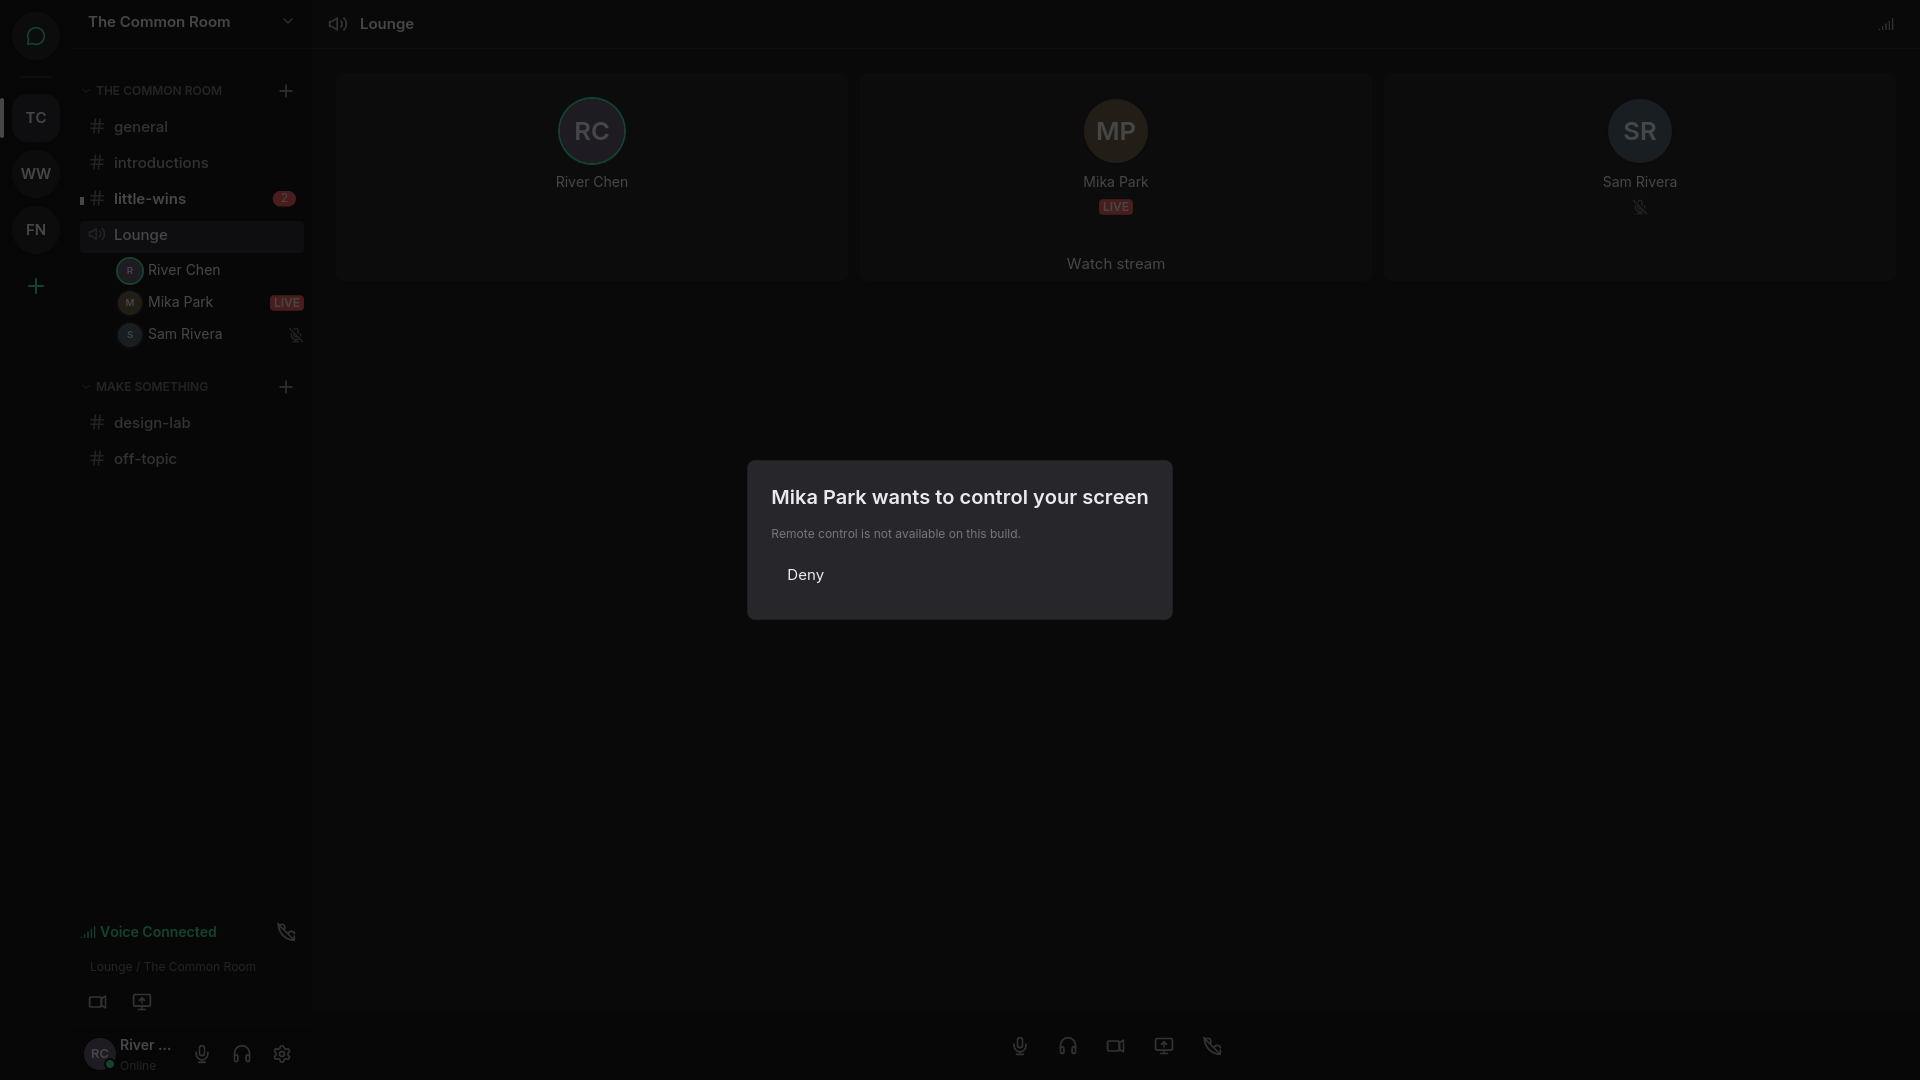 The Common Room
Lounge
TC
WW
FN
THE COMMON ROOM
general
introductions
little-wins 2
Lounge
R River Chen
M Mika Park LIVE
S Sam Rivera
MAKE SOMETHING
design-lab
off-topic
RC
River Chen
MP
Mika Park
LIVE
Watch stream
SR
Sam Rivera
Mika Park wants to control your screen
Remote control is not available on this build.
Deny
Voice Connected
Lounge / The Common Room
RC River ...
Online